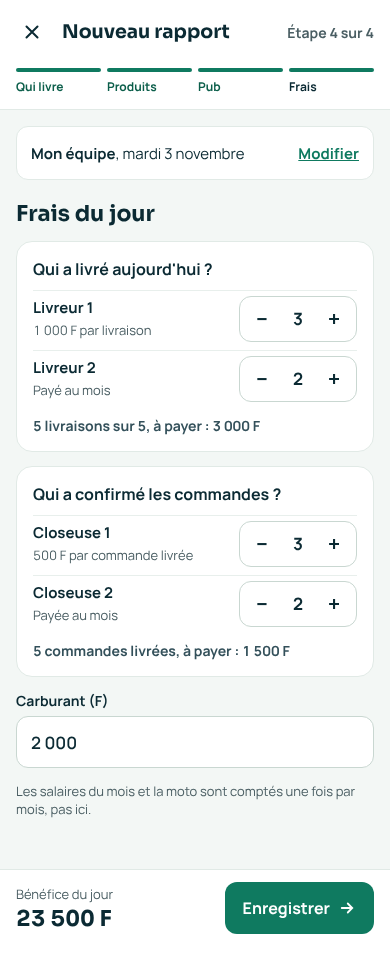 Nouveau rapport
Étape 4 sur 4
Qui livre
Produits
Pub
Frais
Mon équipe, mardi 3 novembre
Modifier
Frais du jour
Qui a livré aujourd'hui ?
Livreur 1
1 000 F par livraison
− 3 +
Livreur 2
Payé au mois
− 2 +
5 livraisons sur 5, à payer : 3 000 F
Qui a confirmé les commandes ?
Closeuse 1
500 F par commande livrée
− 3 +
Closeuse 2
Payée au mois
− 2 +
5 commandes livrées, à payer : 1 500 F
Carburant (F)
2 000
Les salaires du mois et la moto sont comptés une fois par
mois, pas ici.
Bénéfice du jour
23 500 F
Enregistrer →